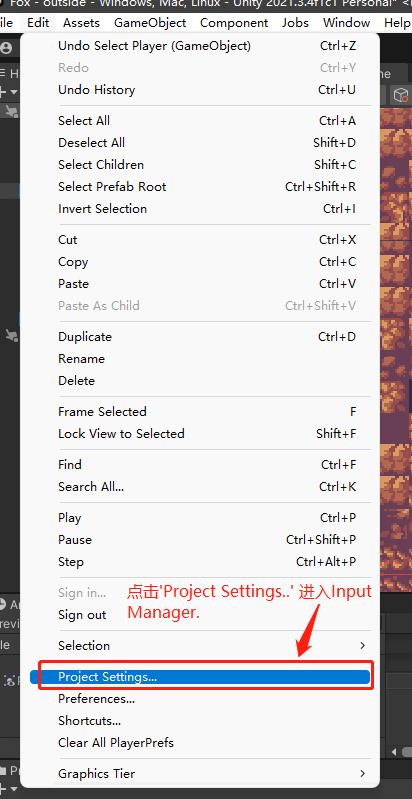 Fox - outside - Windows, Mac, Linux - Unity 2021.3.4f1c1 Personal*
Edit Assets GameObject Component Jobs Window Help
Undo Select Player (GameObject) Ctrl+Z
Redo Ctrl+Y
Undo History Ctrl+U
Select All Ctrl+A
Deselect All Shift+D
Select Children Shift+C
Select Prefab Root Ctrl+Shift+R
Invert Selection Ctrl+I
Cut Ctrl+X
Copy Ctrl+C
Paste Ctrl+V
Paste As Child Ctrl+Shift+V
Duplicate Ctrl+D
Rename
Delete
Frame Selected F
Lock View to Selected Shift+F
Find Ctrl+F
Search All... Ctrl+K
Play Ctrl+P
Pause Ctrl+Shift+P
Step Ctrl+Alt+P
Sign in...
点击'Project Settings..' 进入Input
Manager.
Sign out
Selection
Project Settings...
Preferences...
Shortcuts...
Clear All PlayerPrefs
Graphics Tier